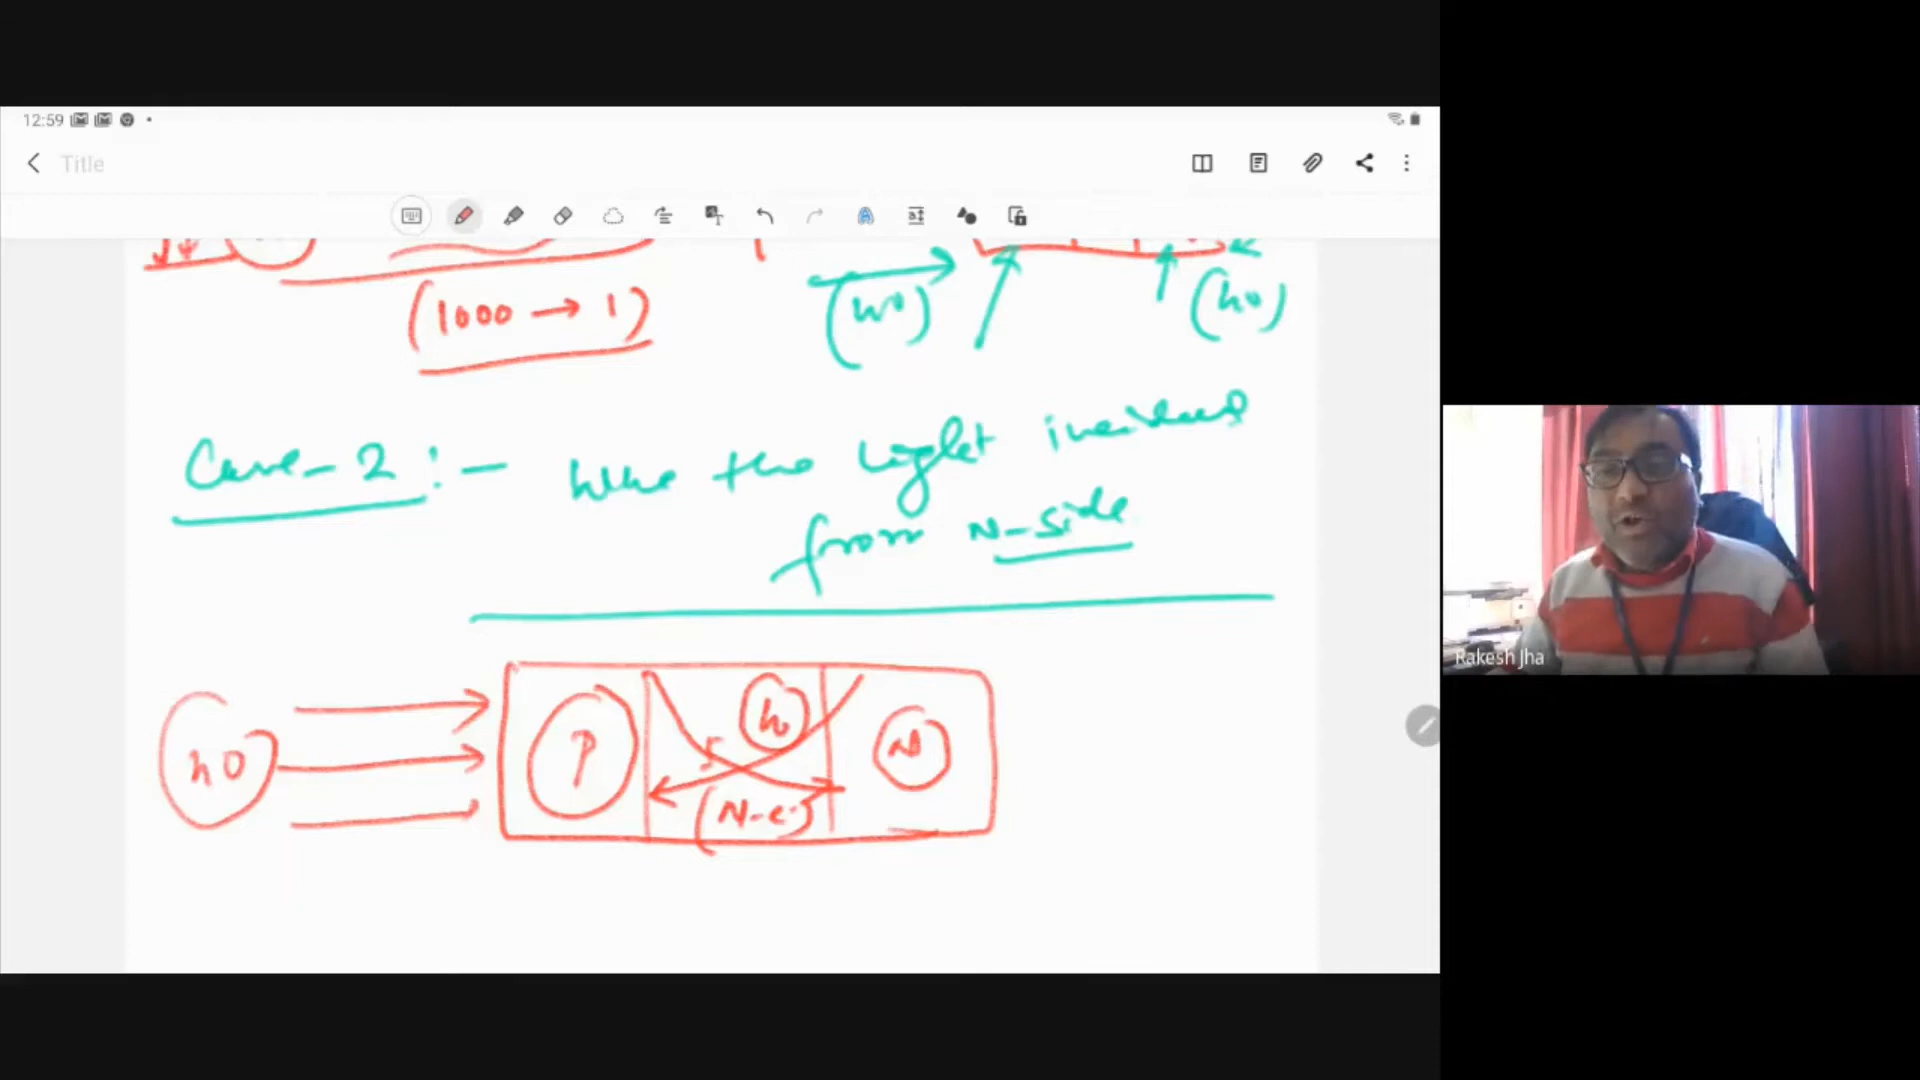 12:59
Title
(1000 → 1)
(hν)
(hν)
Case-2 :- When the light incident
from N-side
hν
P
N
(N-e)
Rakesh Jha